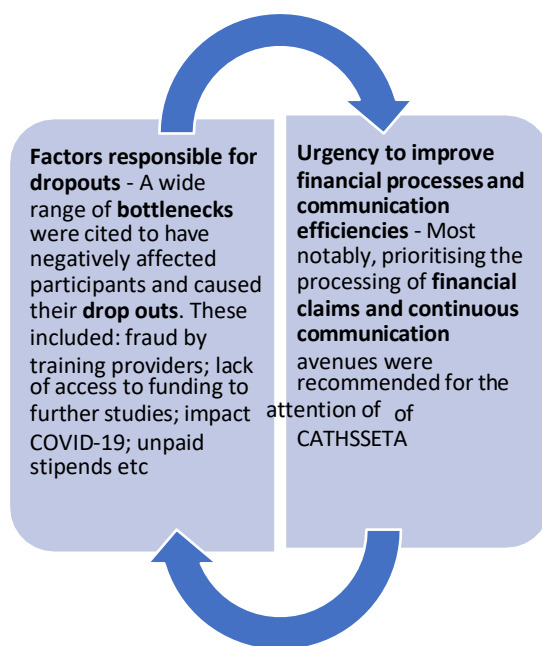 Factors responsible for
dropouts - A wide
range of bottlenecks
were cited to have
negatively affected
participants and caused
their drop outs. These
included: fraud by
training providers; lack
of access to funding to
further studies; impact of
COVID-19; unpaid
stipends etc
Urgency to improve
financial processes and
communication
efficiencies - Most
notably, prioritising the
processing of financial
claims and continuous
communication
avenues were
recommended for the
attention of
CATHSSETA